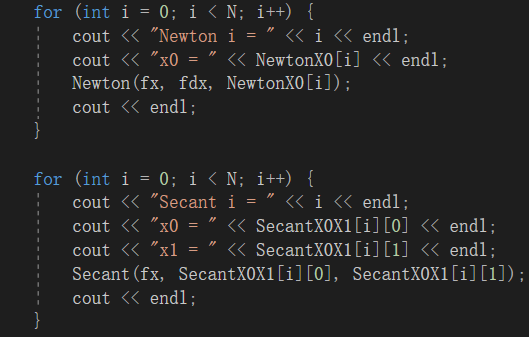 for (int i = 0; i < N; i++) {
cout << "Newton i = " << i << endl;
cout << "x0 = " << NewtonX0[i] << endl;
Newton(fx, fdx, NewtonX0[i]);
cout << endl;
}
for (int i = 0; i < N; i++) {
cout << "Secant i = " << i << endl;
cout << "x0 = " << SecantX0X1[i][0] << endl;
cout << "x1 = " << SecantX0X1[i][1] << endl;
Secant(fx, SecantX0X1[i][0], SecantX0X1[i][1]);
cout << endl;
}